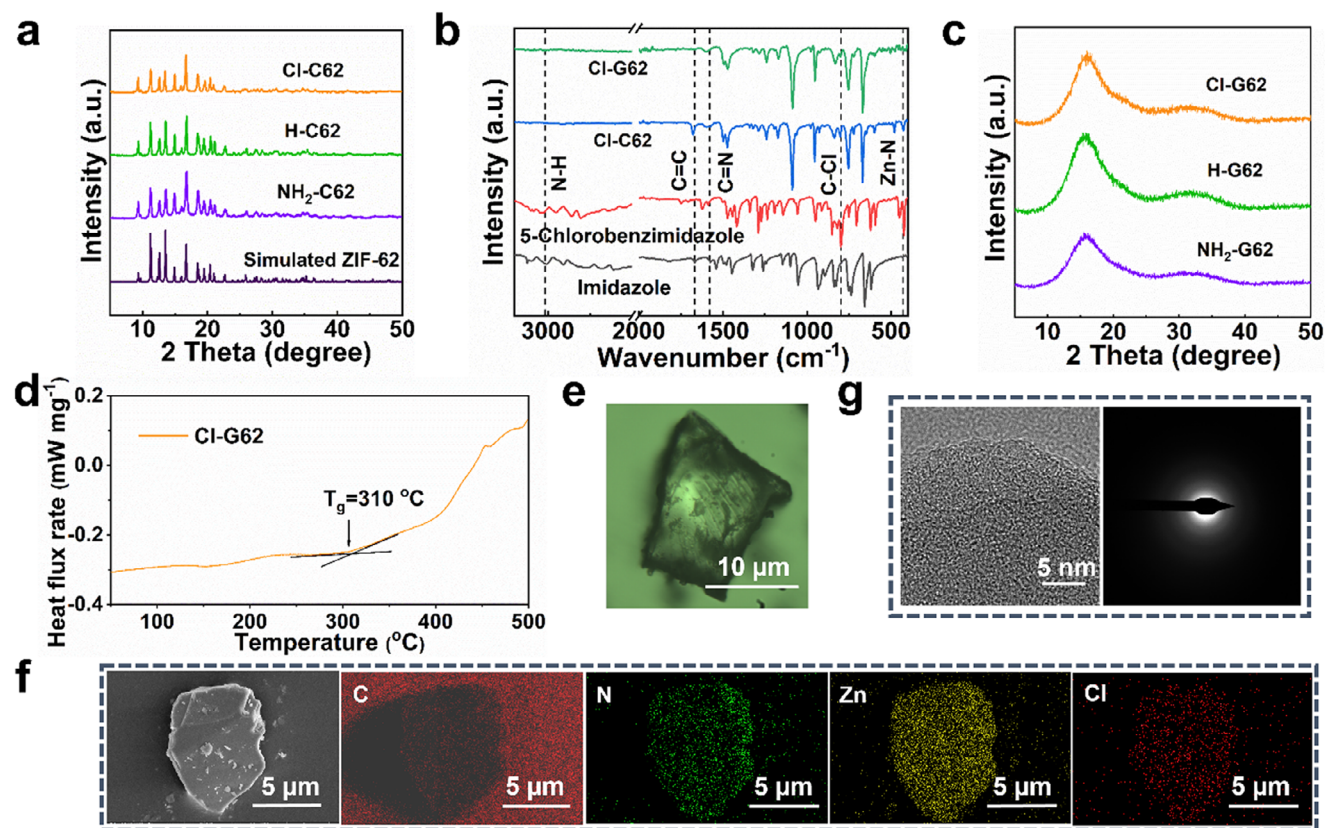 a
Intensity (a.u.)
Cl-C62
H-C62
NH2-C62
Simulated ZIF-62
10 20 30 40 50
2 Theta (degree)
b
Intensity (a.u.)
Cl-G62
Cl-C62
N-H
C=C
C=N
C-Cl
Zn-N
5-Chlorobenzimidazole
Imidazole
3000 2000 1500 1000 500
Wavenumber (cm-1)
c
Intensity (a.u.)
Cl-G62
H-G62
NH2-G62
10 20 30 40 50
2 Theta (degree)
d
Heat flux rate (mW mg-1)
0.2
0.0
-0.2
-0.4
Cl-G62
Tg=310 oC
100 200 300 400 500
Temperature (oC)
e
10 μm
g
5 nm
f
5 μm
C
5 μm
N
5 μm
Zn
5 μm
Cl
5 μm